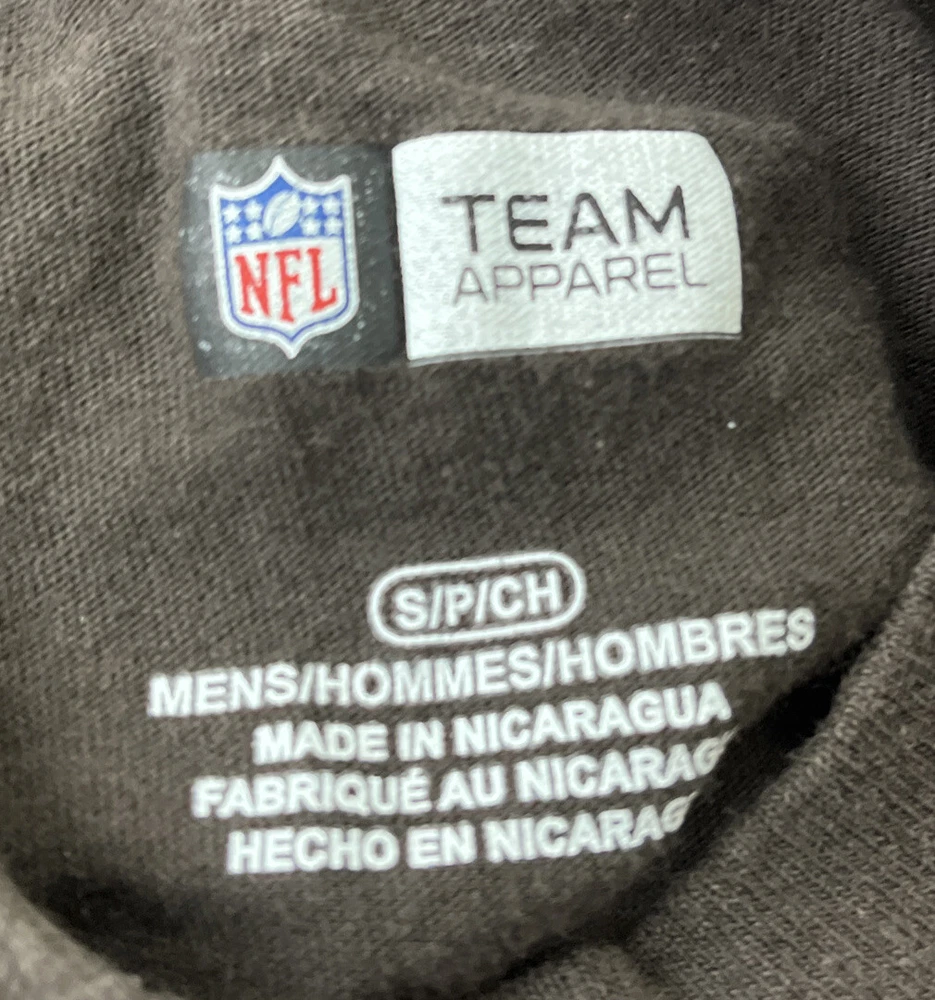 NFL
TEAM
APPAREL
S/P/CH
MENS/HOMMES/HOMBRES
MADE IN NICARAGUA
FABRIQUÉ AU NICARAG
HECHO EN NICARAG